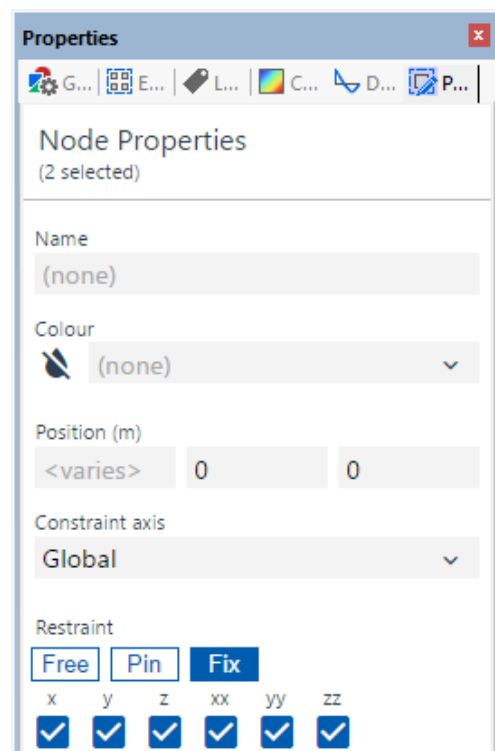 Properties x
G... E... L... C... D... P...
Node Properties
(2 selected)
Name
(none)
Colour
(none)
Position (m)
<varies> 0 0
Constraint axis
Global
Restraint
Free Pin Fix
x y z xx yy zz